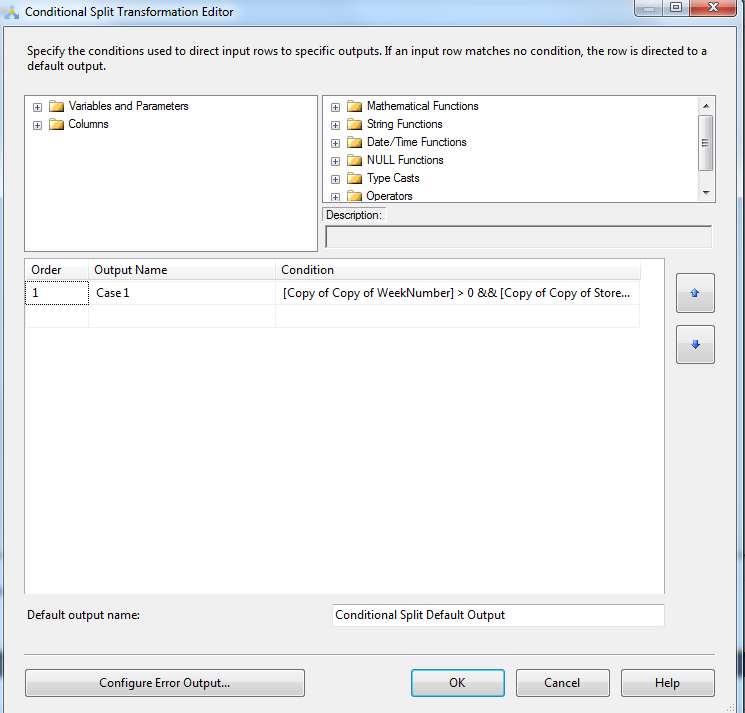 Conditional Split Transformation Editor
Specify the conditions used to direct input rows to specific outputs. If an input row matches no condition, the row is directed to a
default output.
Variables and Parameters
Columns
Mathematical Functions
String Functions
Date/Time Functions
NULL Functions
Type Casts
Operators
Description:
Order Output Name Condition
1 Case 1 [Copy of Copy of WeekNumber] > 0 && [Copy of Copy of Store...
Default output name: Conditional Split Default Output
Configure Error Output... OK Cancel Help